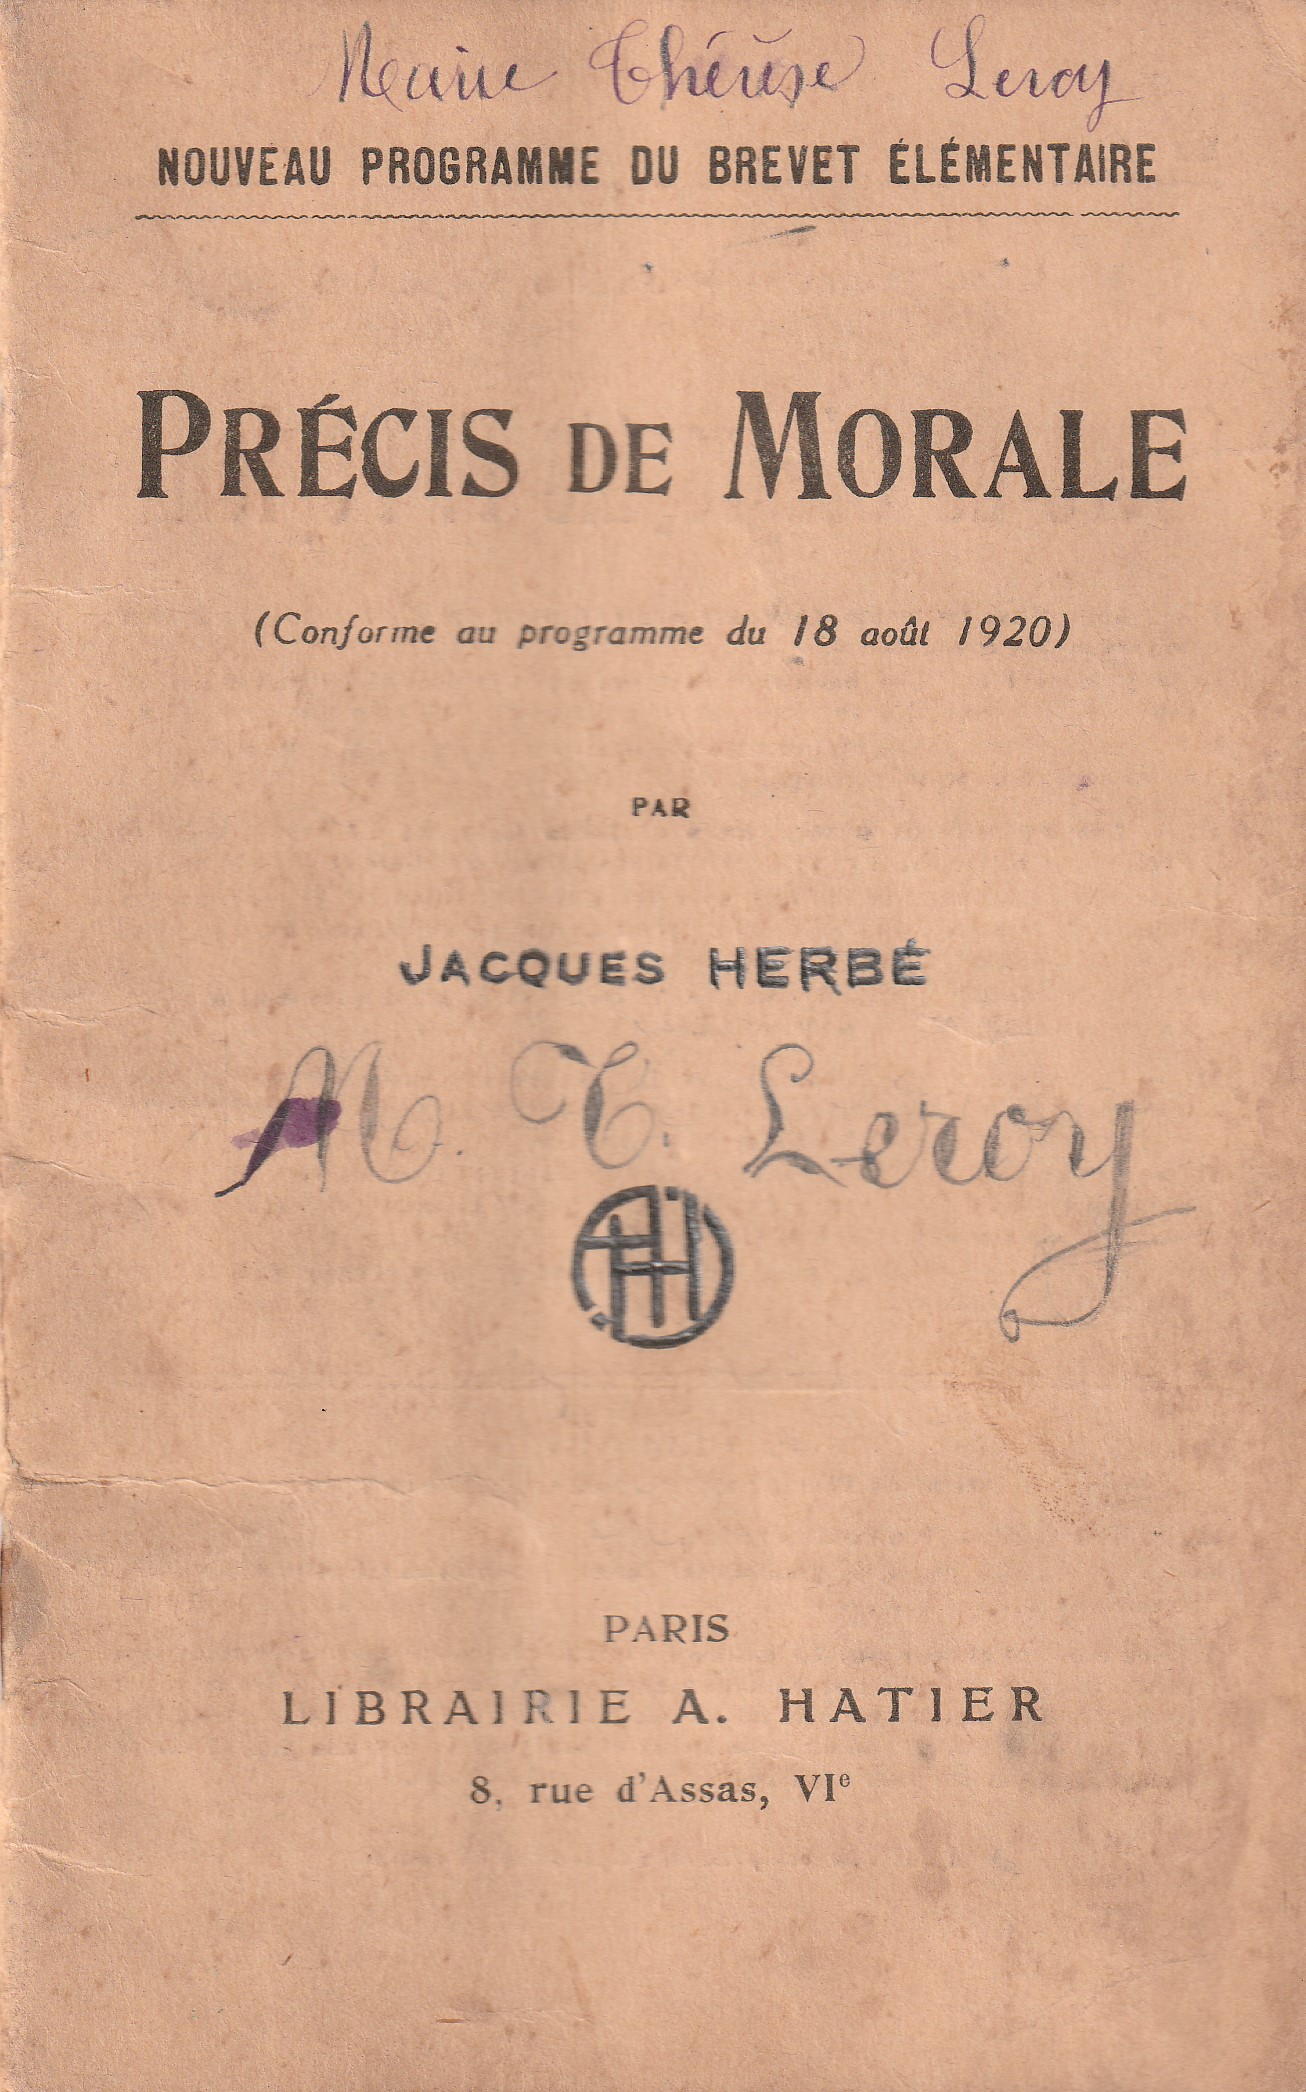 Marie Thérèse Leroy
NOUVEAU PROGRAMME DU BREVET ÉLÉMENTAIRE
PRÉCIS DE MORALE
(Conforme au programme du 18 août 1920)
PAR
JACQUES HERBÉ
M. T. Leroy
AH
PARIS
LIBRAIRIE A. HATIER
8, rue d'Assas, VIe